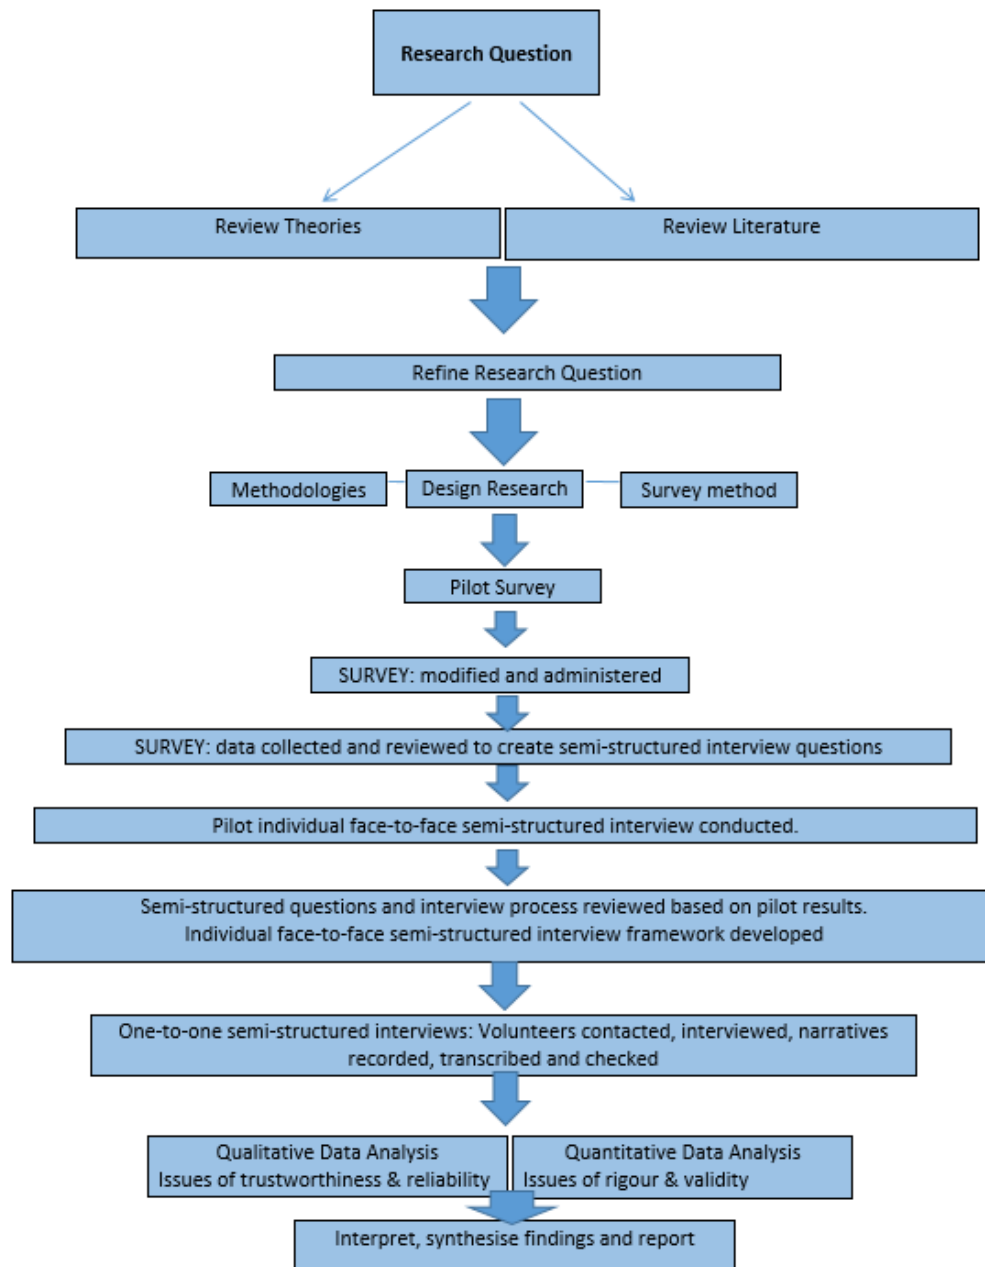 Research Question
Review Theories
Review Literature
Refine Research Question
Methodologies
Design Research
Survey method
Pilot Survey
SURVEY: modified and administered
SURVEY: data collected and reviewed to create semi-structured interview questions
Pilot individual face-to-face semi-structured interview conducted.
Semi-structured questions and interview process reviewed based on pilot results.
Individual face-to-face semi-structured interview framework developed
One-to-one semi-structured interviews: Volunteers contacted, interviewed, narratives
recorded, transcribed and checked
Qualitative Data Analysis
Issues of trustworthiness & reliability
Quantitative Data Analysis
Issues of rigour & validity
Interpret, synthesise findings and report